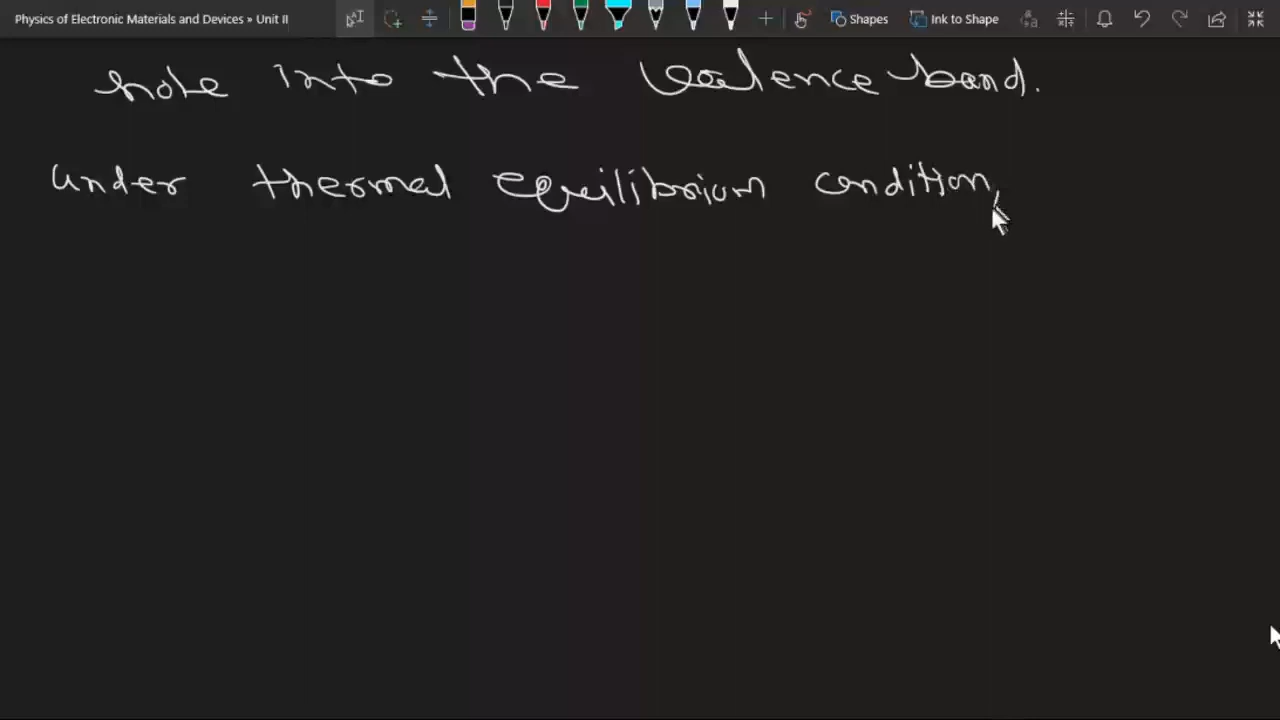 Physics of Electronic Materials and Devices » Unit II
Shapes
Ink to Shape
hole into the valence band.
under thermal equilibrium condition,